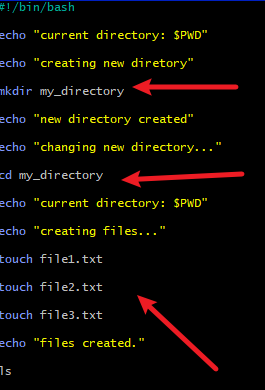 #!/bin/bash
echo "current directory: $PWD"
echo "creating new diretory"
mkdir my_directory
echo "new directory created"
echo "changing new directory..."
cd my_directory
echo "current directory: $PWD"
echo "creating files..."
touch file1.txt
touch file2.txt
touch file3.txt
echo "files created."
ls